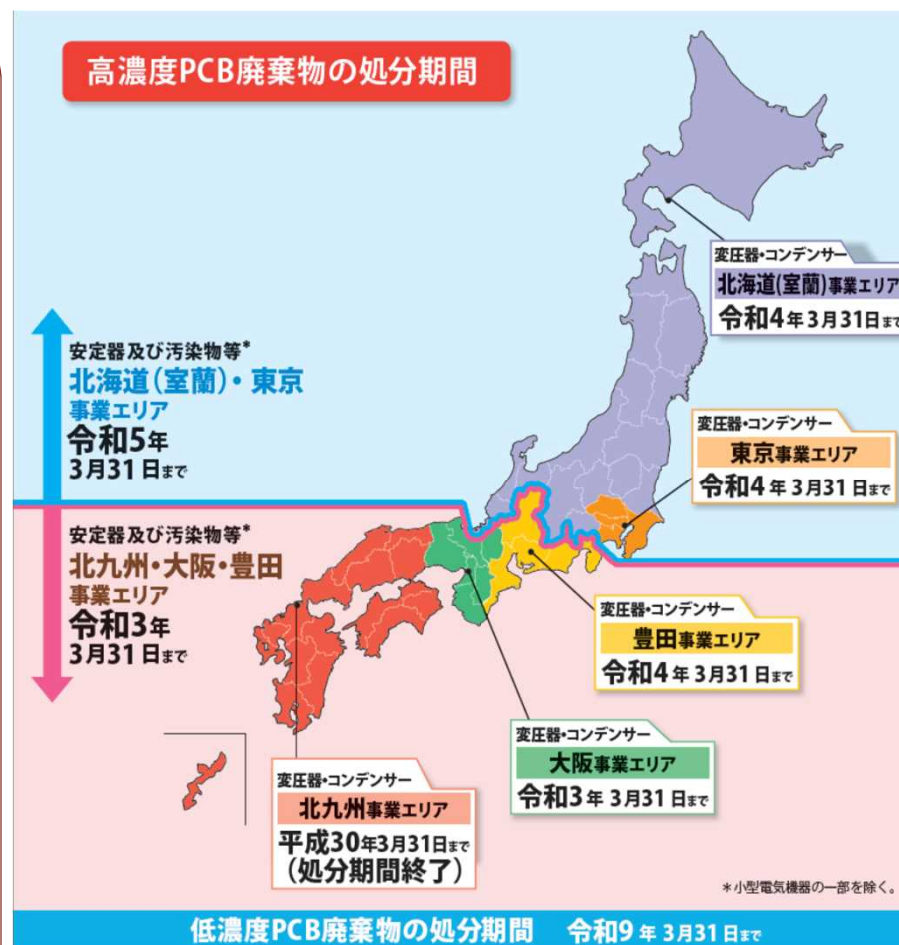 高濃度PCB廃棄物の処分期間
変圧器・コンデンサー
北海道(室蘭)事業エリア
令和4年3月31日まで
安定器及び汚染物等*
北海道(室蘭)・東京
事業エリア
令和5年
3月31日まで
変圧器・コンデンサー
東京事業エリア
令和4年3月31日まで
安定器及び汚染物等*
北九州・大阪・豊田
事業エリア
令和3年
3月31日まで
変圧器・コンデンサー
豊田事業エリア
令和4年3月31日まで
変圧器・コンデンサー
大阪事業エリア
令和3年3月31日まで
変圧器・コンデンサー
北九州事業エリア
平成30年3月31日まで
(処分期間終了)
*小型電気機器の一部を除く。
低濃度PCB廃棄物の処分期間 令和9年3月31日まで